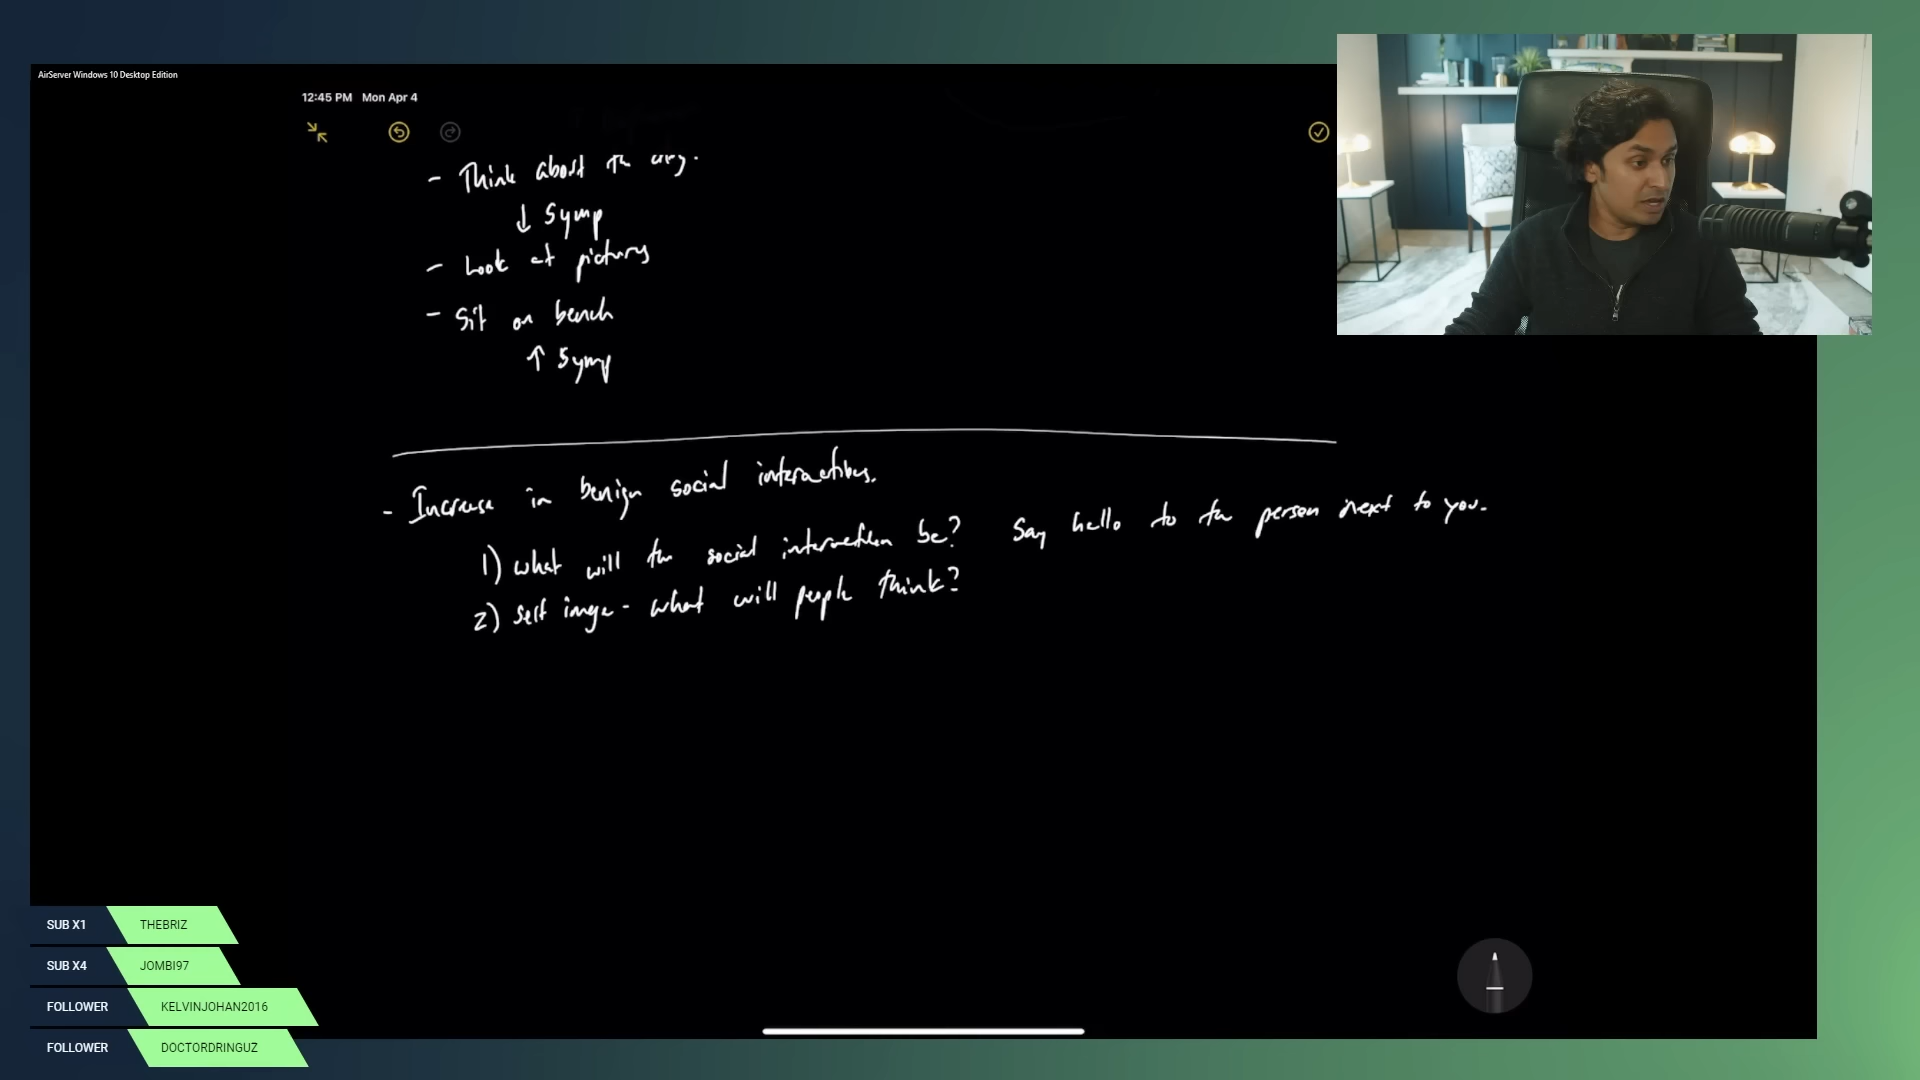 AirServer Windows 10 Desktop Edition
12:45 PM Mon Apr 4
- Think about the
↓ Symp
- Look at pictures
- Sit on bench
↑ Symp
- Increase in benign social interactions.
1) what will the social interaction be? Say hello to the person next to you.
2) self image - what will people think?
SUB X1 THEBRIZ
SUB X4 JOMBI97
FOLLOWER KELVINJOHAN2016
FOLLOWER DOCTORDRINGUZ